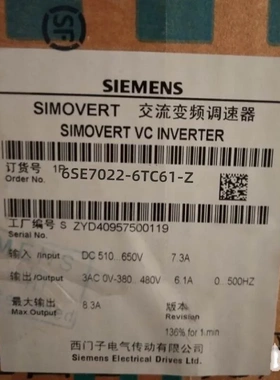 SIEMENS
SIMOVERT 交流变频调速器
SIMOVERT VC INVERTER
订货号 1P 6SE7022-6TC61-Z
Order No.
工厂编号 S ZYD40957500119
Serial No.
输入 /Input DC 510...650V 7.3A
输出 /Output 3AC 0V-380...480V 6.1A 0...500HZ
最大输出 8.3A 版本
Max Output Revision
136% for 1-min
西门子电气传动有限公司
Siemens Electrical Drives Ltd.